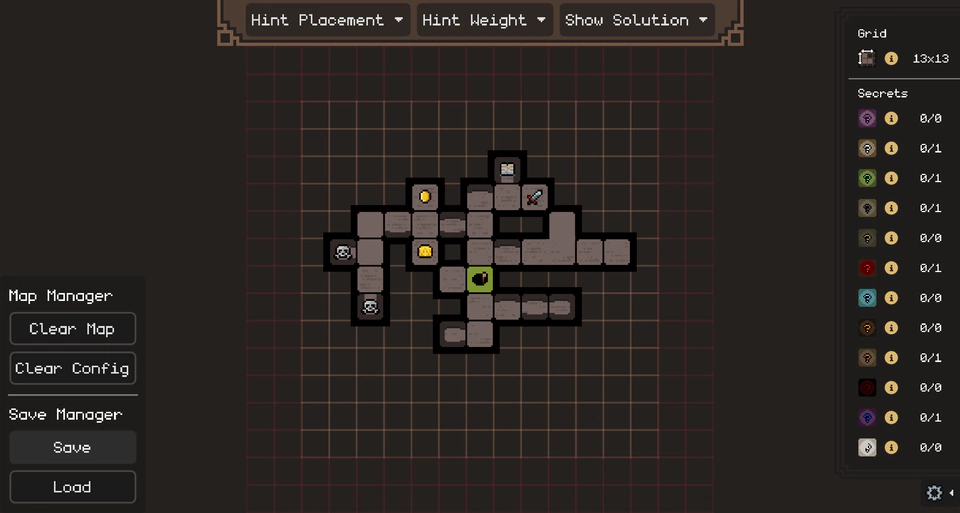 Hint Placement
Hint Weight
Show Solution
Grid
13x13
Secrets
0/0
0/1
0/1
0/1
0/0
0/1
0/0
0/0
0/1
0/0
0/1
0/0
Map Manager
Clear Map
Clear Config
Save Manager
Save
Load